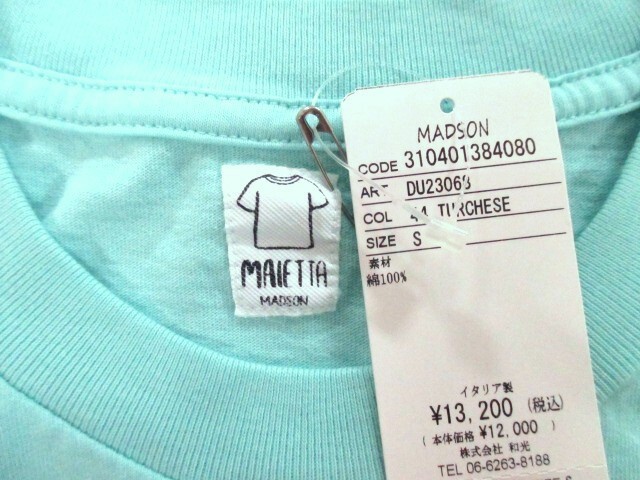 MAIETTA
MADSON
MADSON
CODE 310401384080
ART DU2306
COL 44 TURCHESE
SIZE S
素材
綿100%
イタリア製
¥13,200 (税込)
( 本体価格 ¥12,000 )
株式会社 和光
TEL 06-6263-8188